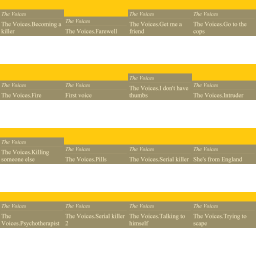 The Voices
The Voices.Becoming a
killer
The Voices
The Voices.Farewell
The Voices
The Voices.Get me a
friend
The Voices
The Voices.Go to the
cops
The Voices
The Voices.Fire
The Voices
First voice
The Voices
The Voices.I don't have
thumbs
The Voices
The Voices.Intruder
The Voices
The Voices.Killing
someone else
The Voices
The Voices.Pills
The Voices
The Voices.Serial killer
The Voices
She's from England
The Voices
The
Voices.Psychotherapist
The Voices
The Voices.Serial killer
2
The Voices
The Voices.Talking to
himself
The Voices
The Voices.Trying to
scape